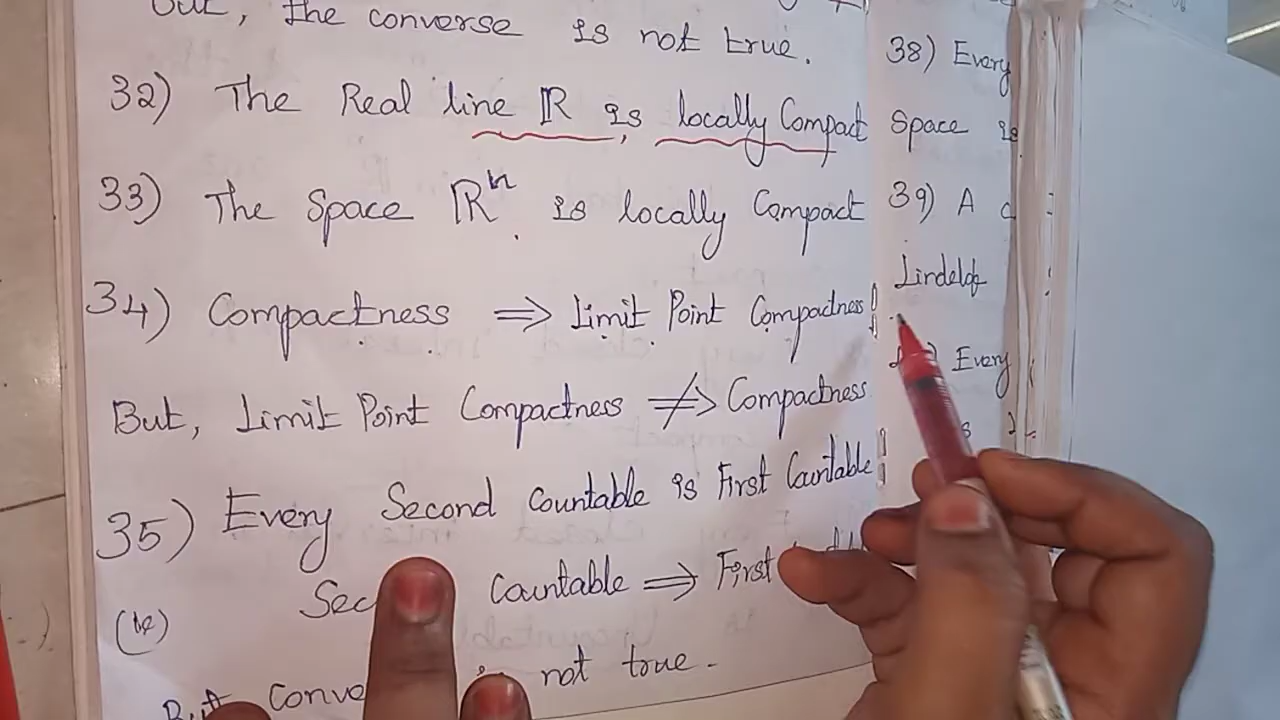 But, the converse is not true.
32) The Real line ℝ is, locally Compact
33) The Space ℝⁿ is locally Compact
34) Compactness ⟹ Limit Point Compactness
But, Limit Point Compactness ≠> Compactness
35) Every Second Countable is First Countable
(ie) Countable ⟹ First
not true.
38) Every
Space is
39) A
Lindelof
Every